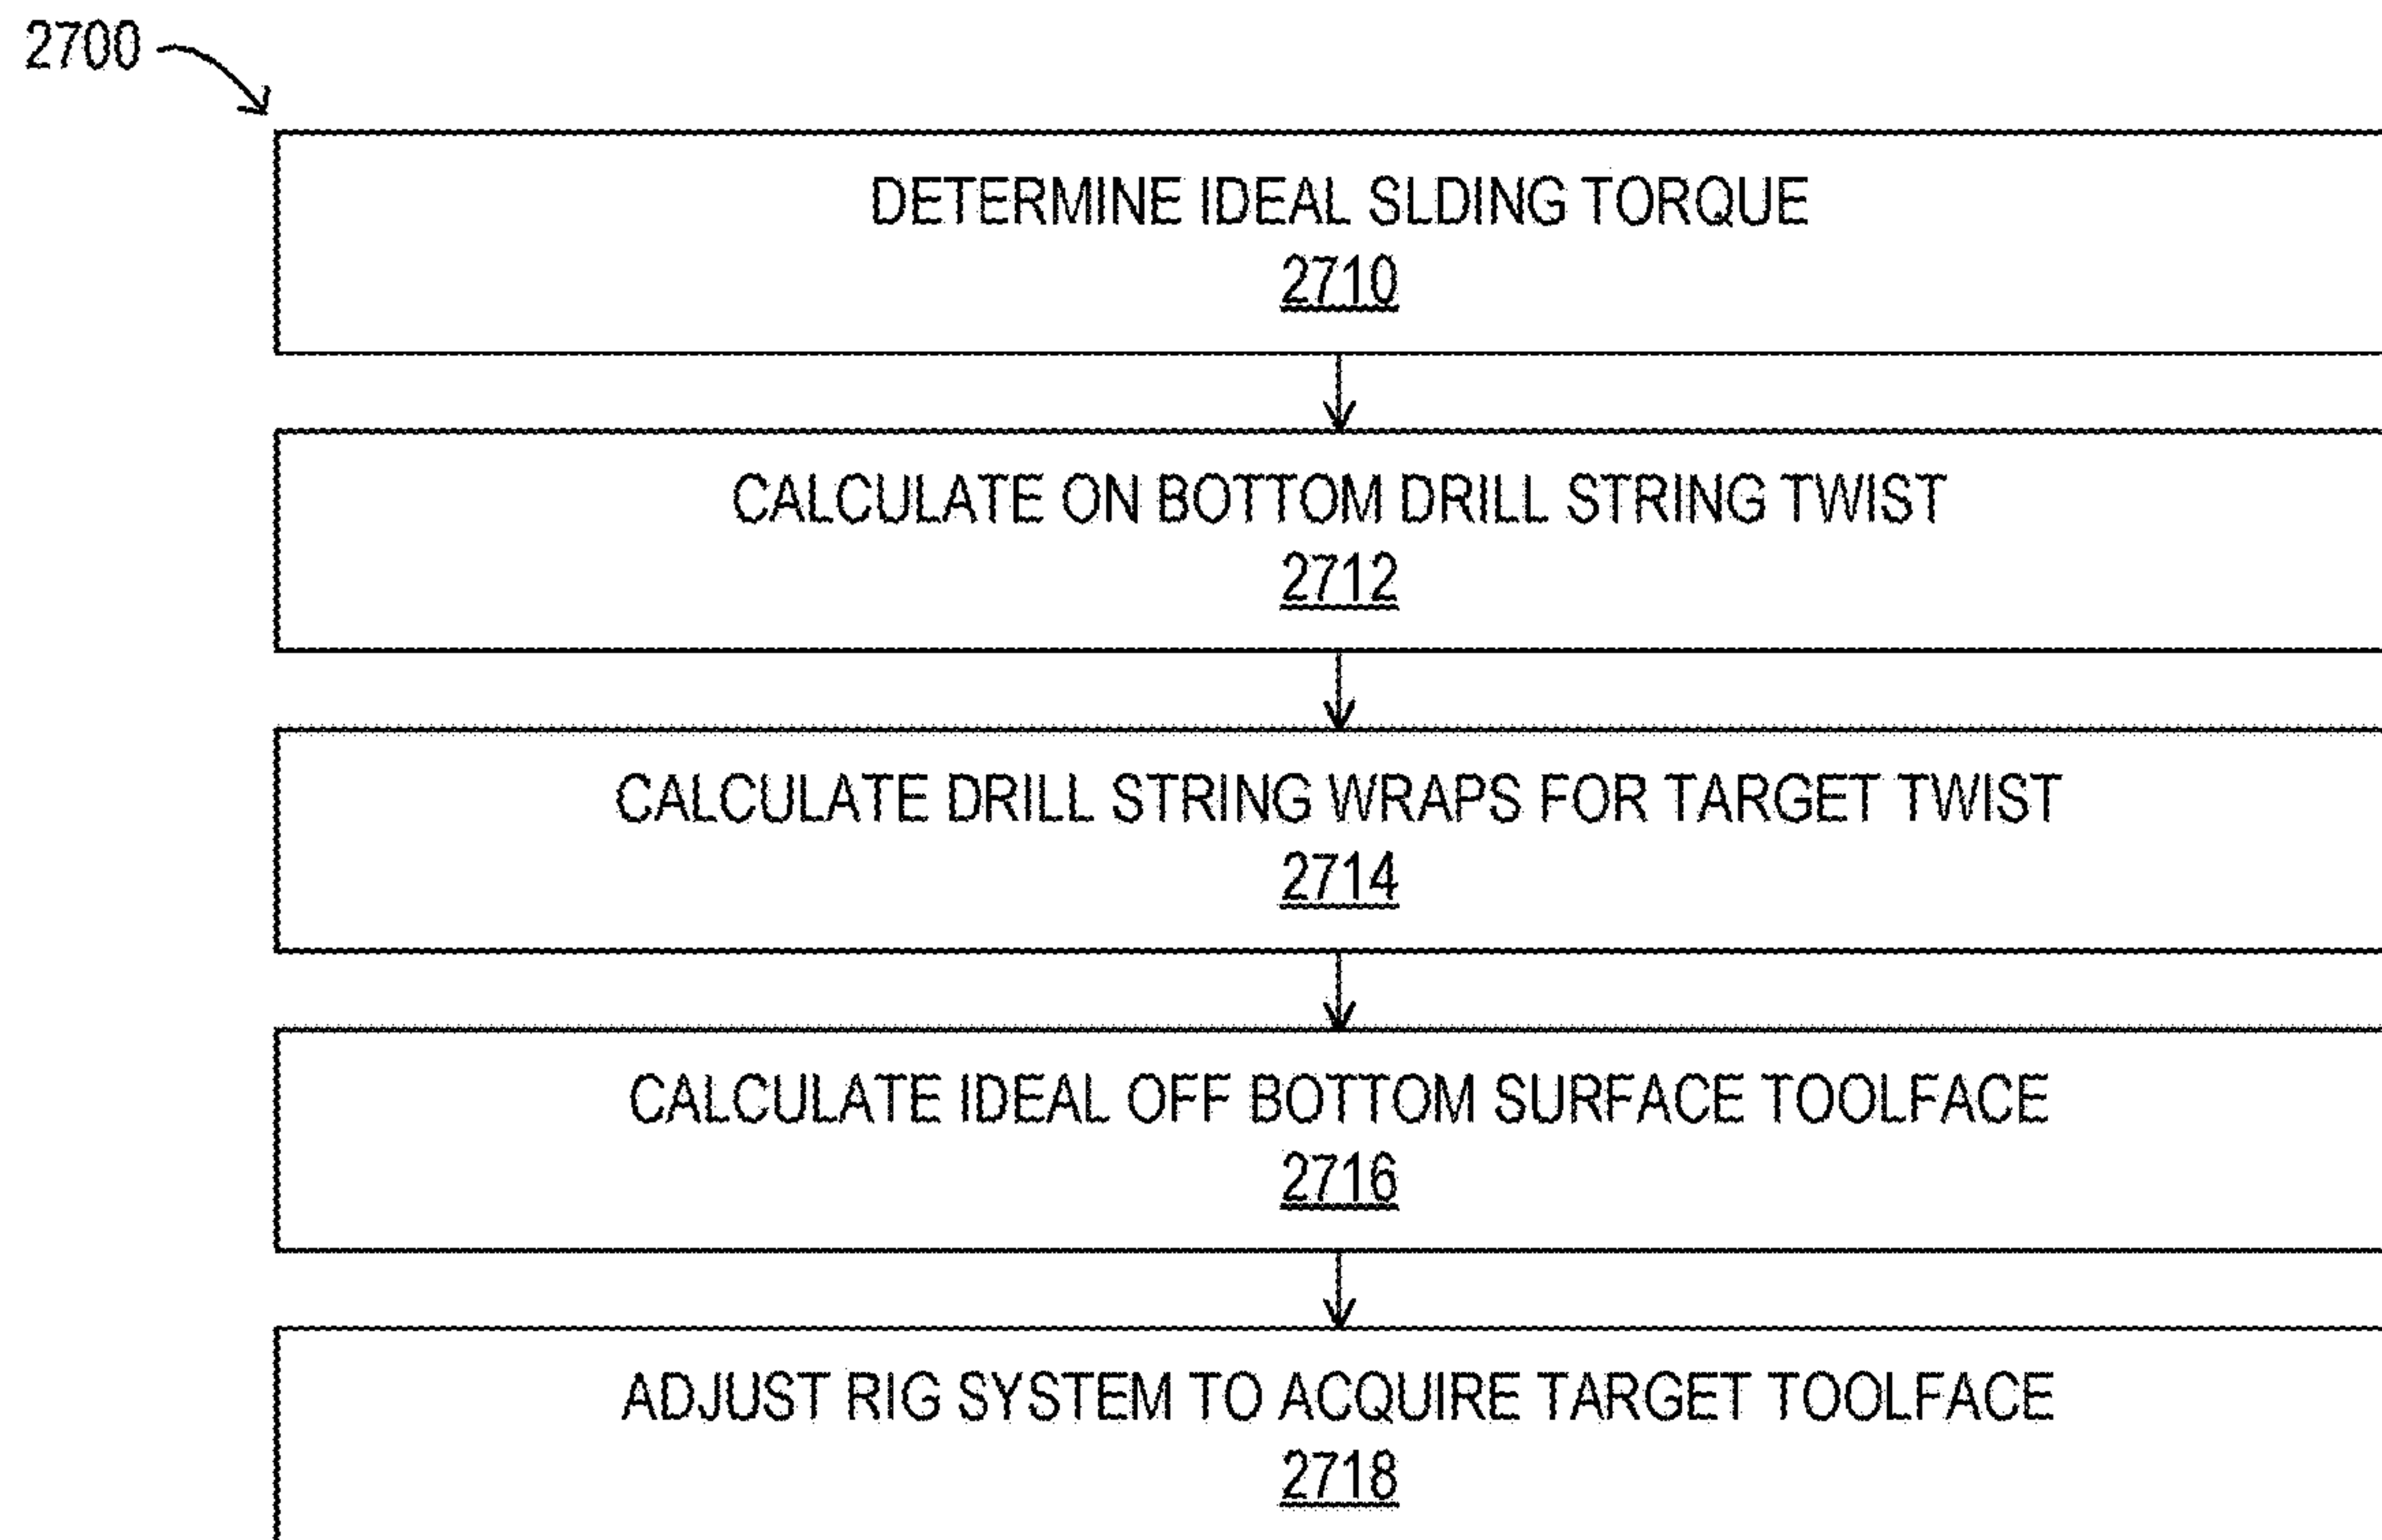 2700
DETERMINE IDEAL SLDING TORQUE
2710
CALCULATE ON BOTTOM DRILL STRING TWIST
2712
CALCULATE DRILL STRING WRAPS FOR TARGET TWIST
2714
CALCULATE IDEAL OFF BOTTOM SURFACE TOOLFACE
2716
ADJUST RIG SYSTEM TO ACQUIRE TARGET TOOLFACE
2718